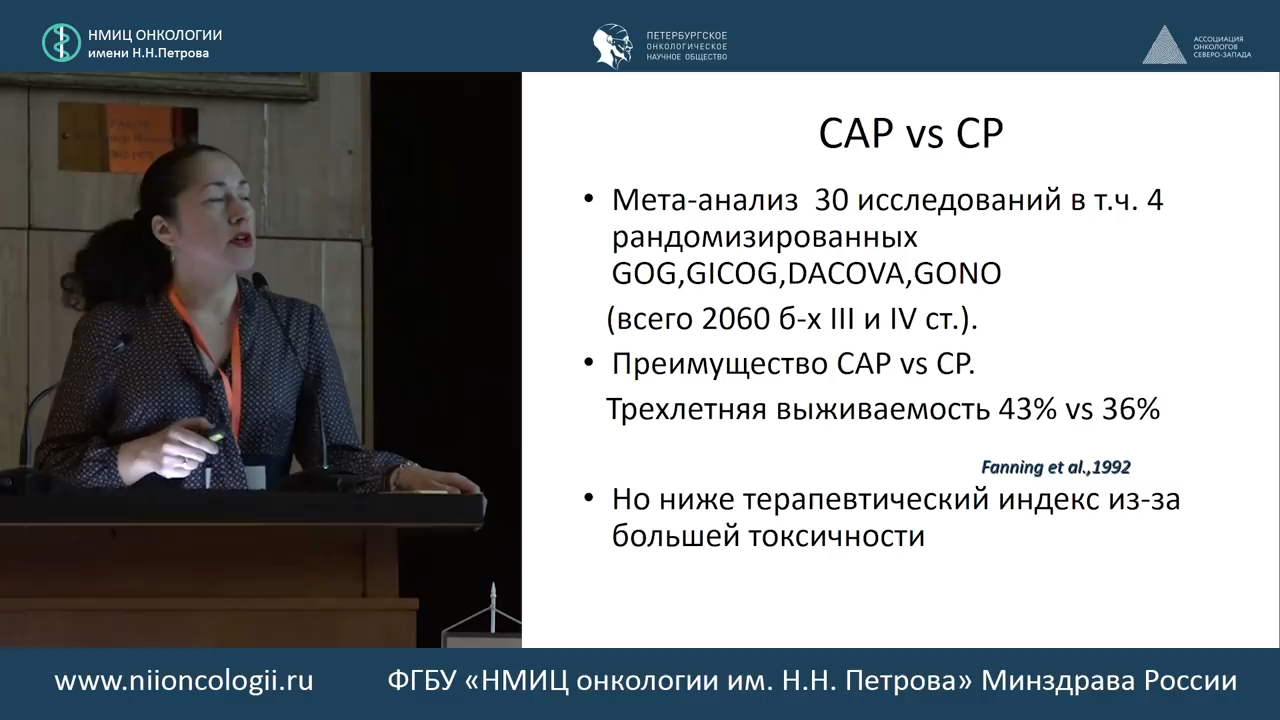 НМИЦ ОНКОЛОГИИ
имени Н.Н.Петрова
ПЕТЕРБУРГСКОЕ
ОНКОЛОГИЧЕСКОЕ
НАУЧНОЕ ОБЩЕСТВО
АССОЦИАЦИЯ
ОНКОЛОГОВ
СЕВЕРО-ЗАПАДА
CAP vs CP
• Мета-анализ 30 исследований в т.ч. 4
рандомизированных
GOG,GICOG,DACOVA,GONO
(всего 2060 б-х III и IV ст.).
• Преимущество CAP vs CP.
Трехлетняя выживаемость 43% vs 36%
Fanning et al.,1992
• Но ниже терапевтический индекс из-за
большей токсичности
www.niioncologii.ru
ФГБУ «НМИЦ онкологии им. Н.Н. Петрова» Минздрава России